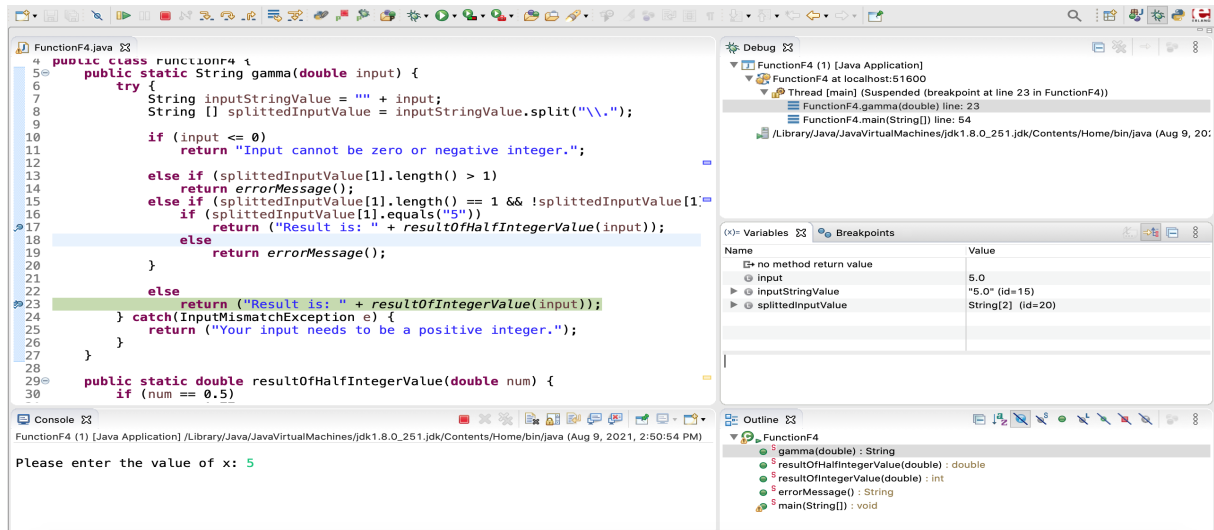 FunctionF4.java
4 public class FunctionF4 {
5 public static String gamma(double input) {
6 try {
7 String inputStringValue = "" + input;
8 String [] splittedInputValue = inputStringValue.split("\\.");
9
10 if (input <= 0)
11 return "Input cannot be zero or negative integer.";
12
13 else if (splittedInputValue[1].length() > 1)
14 return errorMessage();
15 else if (splittedInputValue[1].length() == 1 && !splittedInputValue[1]
16 if (splittedInputValue[1].equals("5"))
17 return ("Result is: " + resultOfHalfIntegerValue(input));
18 else
19 return errorMessage();
20 }
21
22 else
23 return ("Result is: " + resultOfIntegerValue(input));
24 } catch(InputMismatchException e) {
25 return ("Your input needs to be a positive integer.");
26 }
27 }
28
29 public static double resultOfHalfIntegerValue(double num) {
30 if (num == 0.5)
Debug
FunctionF4 (1) [Java Application]
FunctionF4 at localhost:51600
Thread [main] (Suspended (breakpoint at line 23 in FunctionF4))
FunctionF4.gamma(double) line: 23
FunctionF4.main(String[]) line: 54
/Library/Java/JavaVirtualMachines/jdk1.8.0_251.jdk/Contents/Home/bin/java (Aug 9, 202
(x)= Variables Breakpoints
Name Value
no method return value
input 5.0
inputStringValue "5.0" (id=15)
splittedInputValue String[2] (id=20)
Console
FunctionF4 (1) [Java Application] /Library/Java/JavaVirtualMachines/jdk1.8.0_251.jdk/Contents/Home/bin/java (Aug 9, 2021, 2:50:54 PM)
Please enter the value of x: 5
Outline
FunctionF4
gamma(double) : String
resultOfHalfIntegerValue(double) : double
resultOfIntegerValue(double) : int
errorMessage() : String
main(String[]) : void